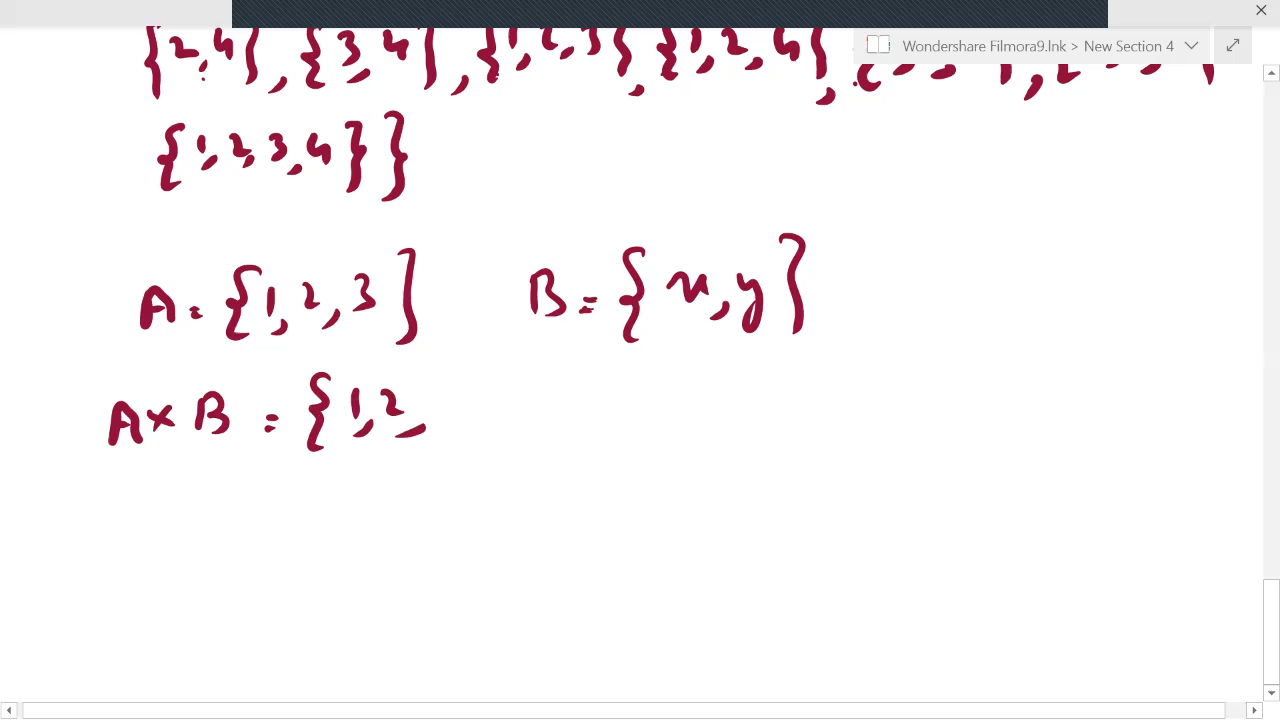 Wondershare Filmora9.lnk > New Section 4
{2,4}, {3,4}, {1,2,3}, {1,2,4},
{1,2,3,4}}
A = {1,2,3} B = {x,y}
A × B = {1,2,